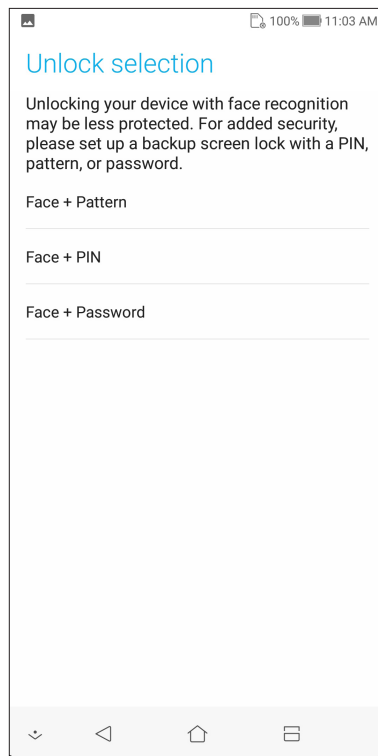 100% 11:03 AM
Unlock selection
Unlocking your device with face recognition
may be less protected. For added security,
please set up a backup screen lock with a PIN,
pattern, or password.
Face + Pattern
Face + PIN
Face + Password